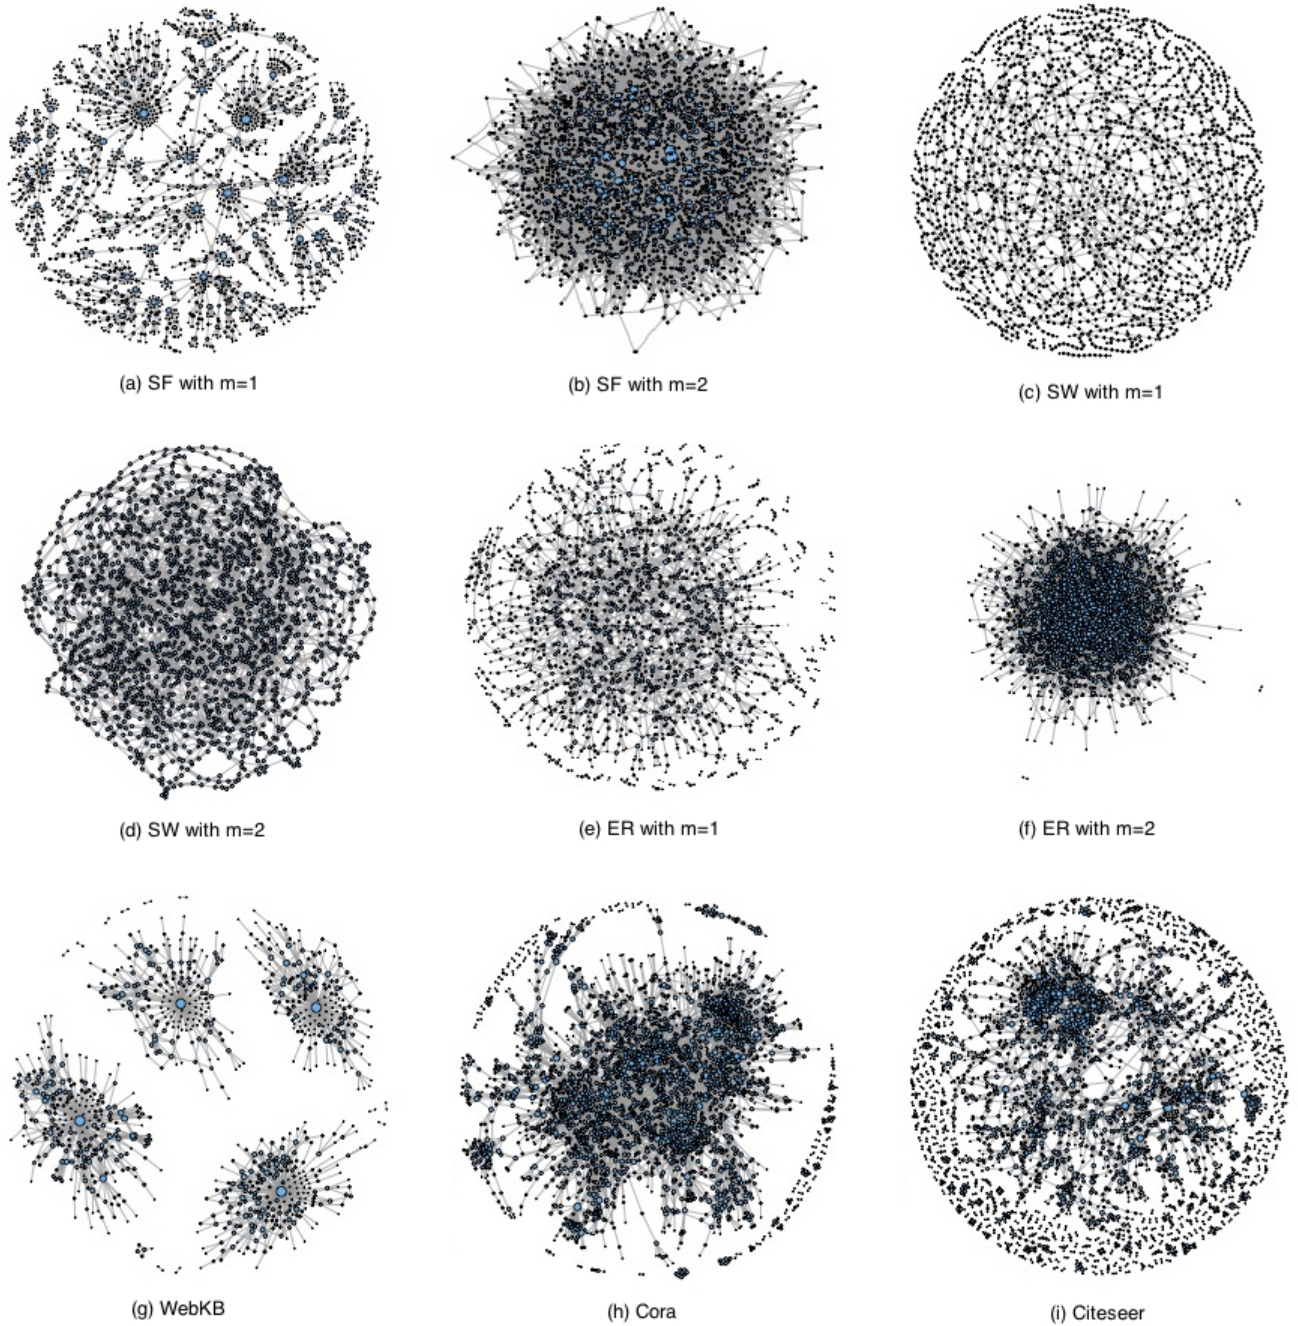 (a) SF with m=1
(b) SF with m=2
(c) SW with m=1
(d) SW with m=2
(e) ER with m=1
(f) ER with m=2
(g) WebKB
(h) Cora
(i) Citeseer